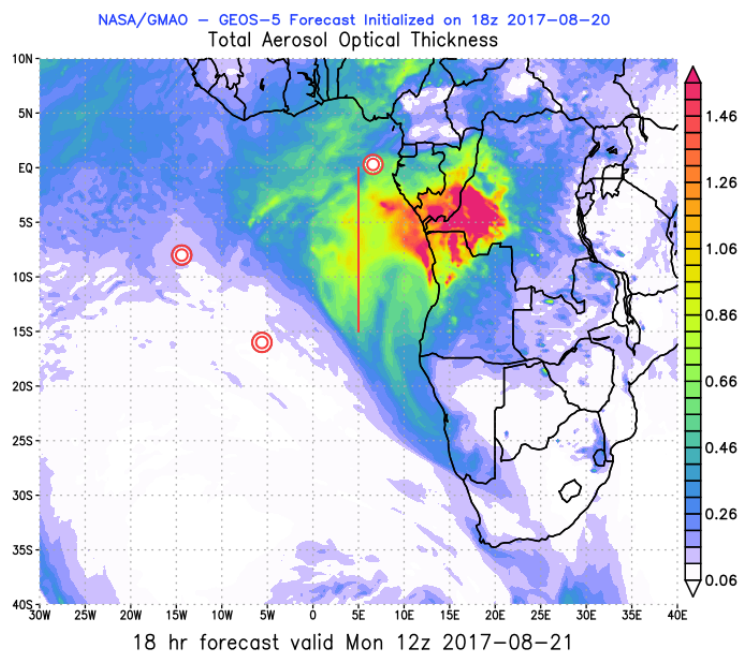 NASA/GMAO - GEOS-5 Forecast Initialized on 18z 2017-08-20
Total Aerosol Optical Thickness
10N
5N
EQ
5S
10S
15S
20S
25S
30S
35S
40S
30W 25W 20W 15W 10W 5W 0 5E 10E 15E 20E 25E 30E 35E 40E
1.46
1.26
1.06
0.86
0.66
0.46
0.26
0.06
18 hr forecast valid Mon 12z 2017-08-21